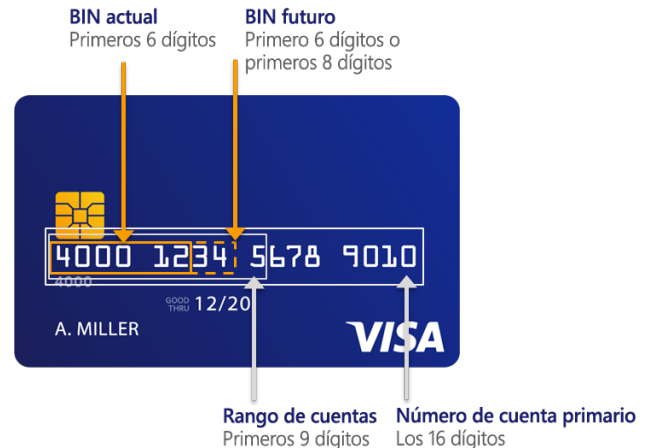 BIN actual
Primeros 6 dígitos
BIN futuro
Primero 6 dígitos o
primeros 8 dígitos
4000 1234 5678 9010
4000
GOOD
THRU
12/20
A. MILLER
VISA
Rango de cuentas
Primeros 9 dígitos
Número de cuenta primario
Los 16 dígitos